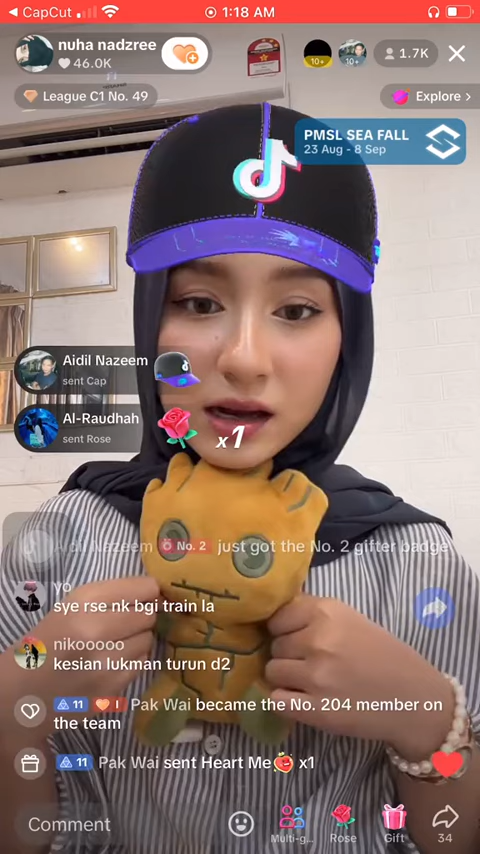 CapCut
1:18 AM
nuha nadzree
46.0K
10+
10+
1.7K
League C1 No. 49
Explore >
PMSL SEA FALL
23 Aug - 8 Sep
Aidil Nazeem
sent Cap
Al-Raudhah
sent Rose
x1
Aidil Nazeem No. 2 just got the No. 2 gifter badge
yo
sye rse nk bgi train la
nikooooo
kesian lukman turun d2
11 I Pak Wai became the No. 204 member on
the team
11 Pak Wai sent Heart Me x1
Comment
Multi-g...
Rose
Gift
34